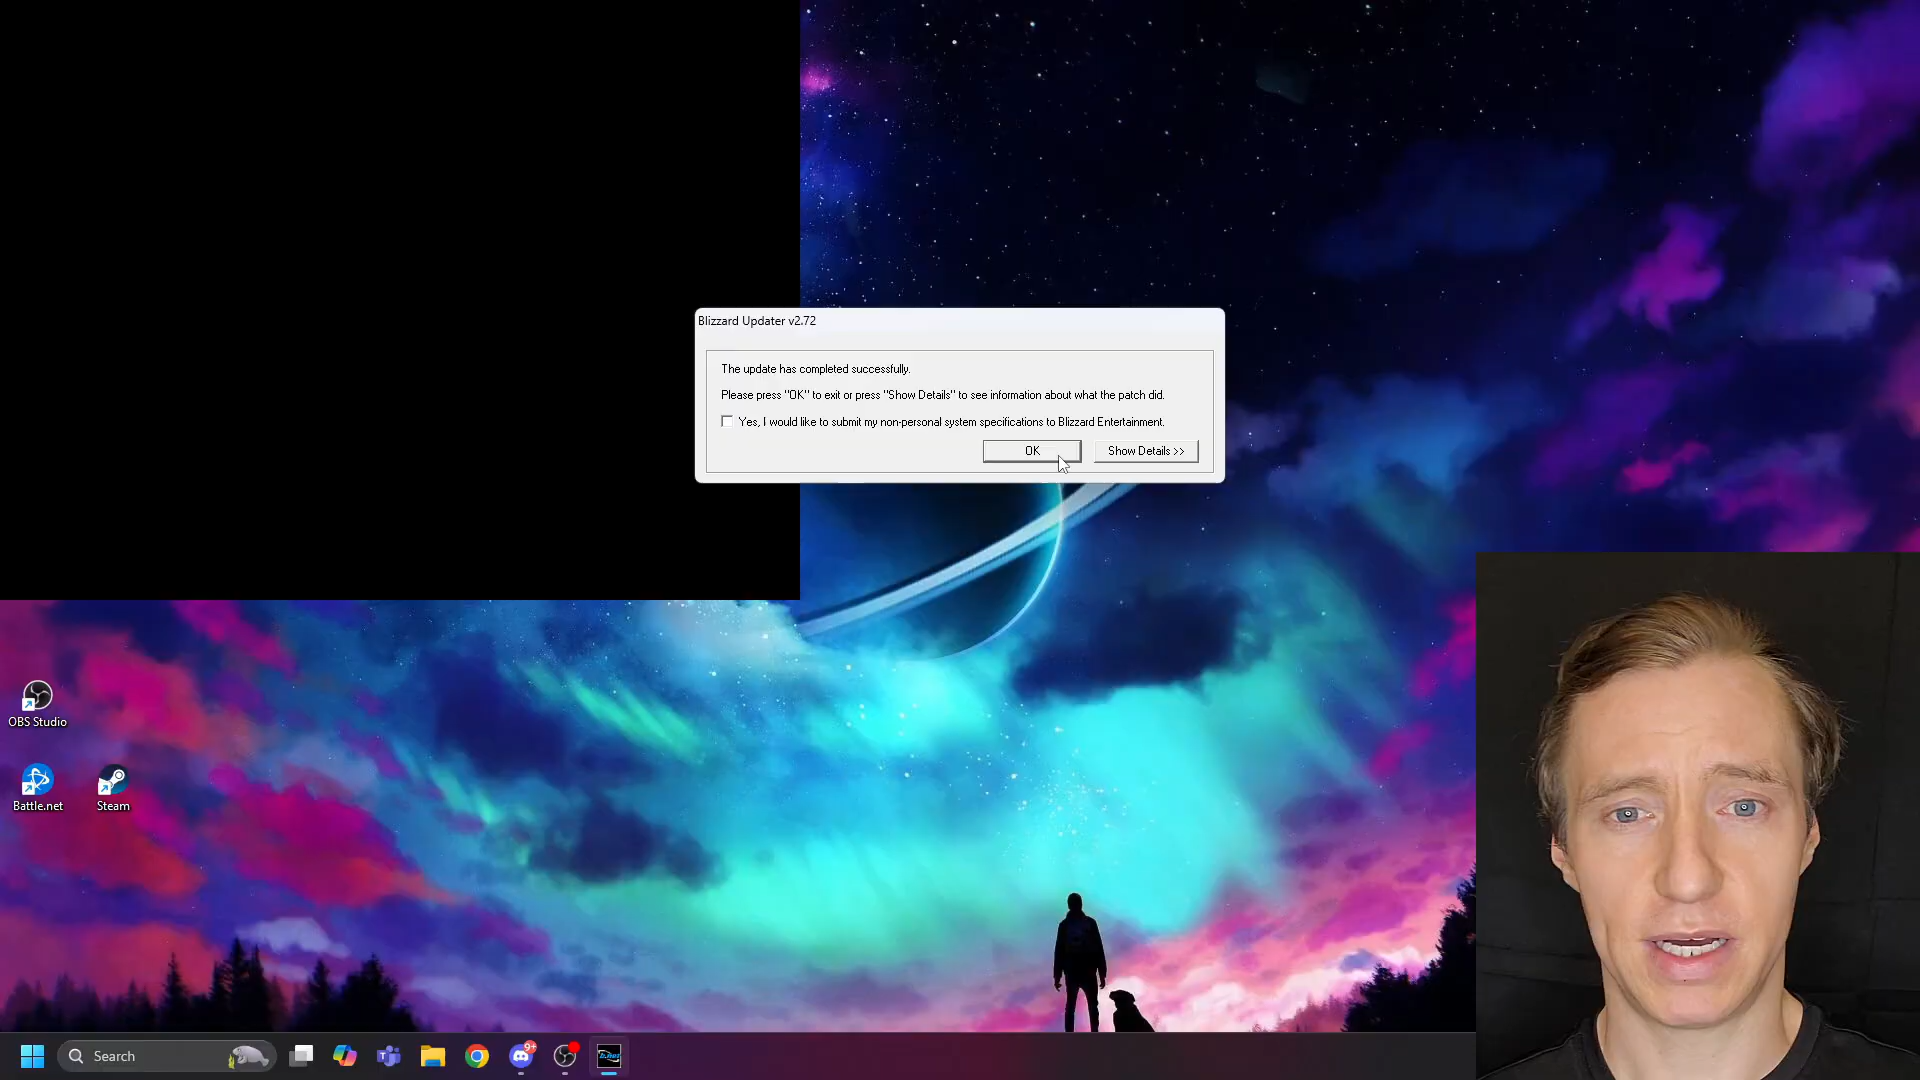 Blizzard Updater v2.72
The update has completed successfully.
Please press "OK" to exit or press "Show Details" to see information about what the patch did.
Yes, I would like to submit my non-personal system specifications to Blizzard Entertainment.
OK
Show Details >>
OBS Studio
Battle.net
Steam
Search
9+
b.net